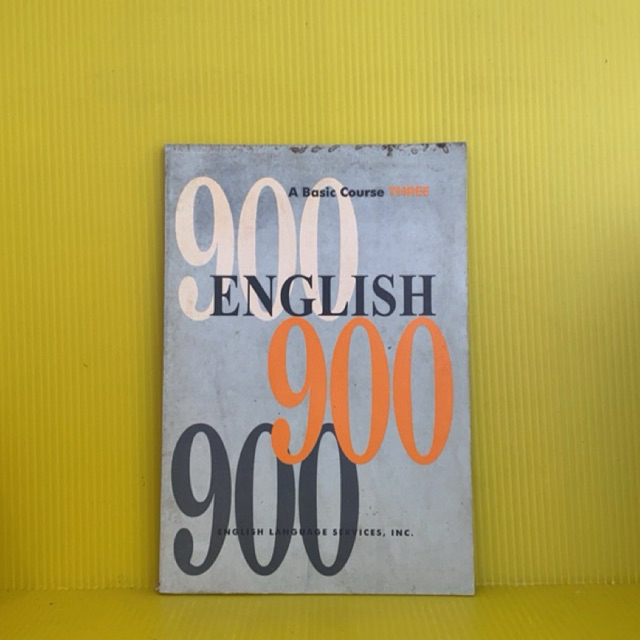 A Basic Course THREE
900
ENGLISH
900
900
ENGLISH LANGUAGE SERVICES, INC.